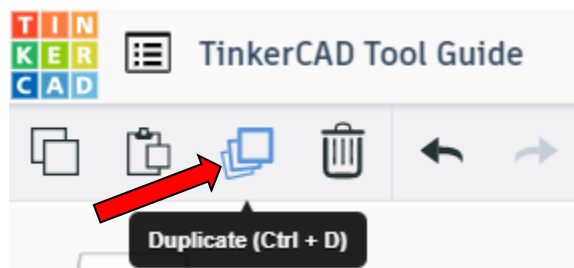 TIN
KER
CAD
TinkerCAD Tool Guide
Duplicate (Ctrl + D)